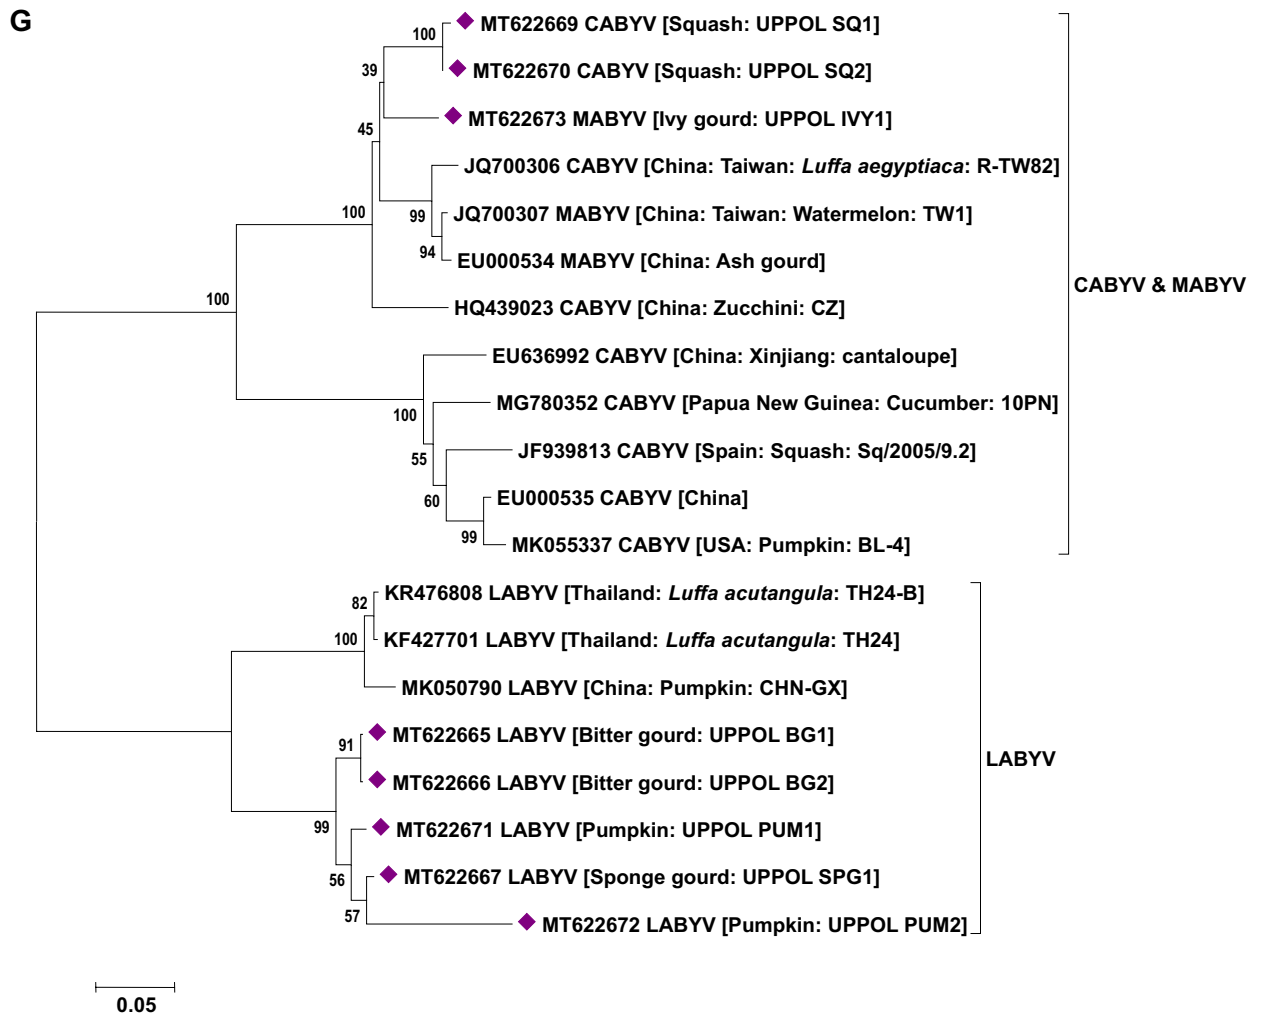 G
100
MT622669 CABYV [Squash: UPPOL SQ1]
39
MT622670 CABYV [Squash: UPPOL SQ2]
MT622673 MABYV [Ivy gourd: UPPOL IVY1]
45
JQ700306 CABYV [China: Taiwan: Luffa aegyptiaca: R-TW82]
100
99
JQ700307 MABYV [China: Taiwan: Watermelon: TW1]
94
EU000534 MABYV [China: Ash gourd]
CABYV & MABYV
100
HQ439023 CABYV [China: Zucchini: CZ]
EU636992 CABYV [China: Xinjiang: cantaloupe]
100
MG780352 CABYV [Papua New Guinea: Cucumber: 10PN]
55
JF939813 CABYV [Spain: Squash: Sq/2005/9.2]
60
EU000535 CABYV [China]
99
MK055337 CABYV [USA: Pumpkin: BL-4]
82
KR476808 LABYV [Thailand: Luffa acutangula: TH24-B]
100
KF427701 LABYV [Thailand: Luffa acutangula: TH24]
MK050790 LABYV [China: Pumpkin: CHN-GX]
91
MT622665 LABYV [Bitter gourd: UPPOL BG1]
LABYV
MT622666 LABYV [Bitter gourd: UPPOL BG2]
99
MT622671 LABYV [Pumpkin: UPPOL PUM1]
56
MT622667 LABYV [Sponge gourd: UPPOL SPG1]
57
MT622672 LABYV [Pumpkin: UPPOL PUM2]
0.05